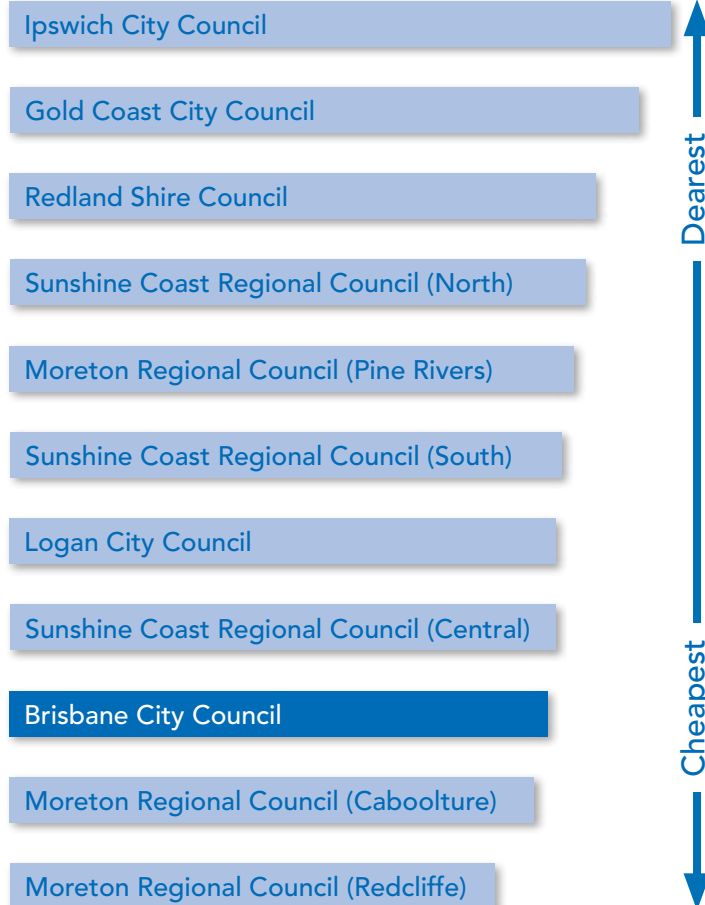 Ipswich City Council
Gold Coast City Council
Redland Shire Council
Sunshine Coast Regional Council (North)
Moreton Regional Council (Pine Rivers)
Sunshine Coast Regional Council (South)
Logan City Council
Sunshine Coast Regional Council (Central)
Brisbane City Council
Moreton Regional Council (Caboolture)
Moreton Regional Council (Redcliffe)
Dearest
Cheapest